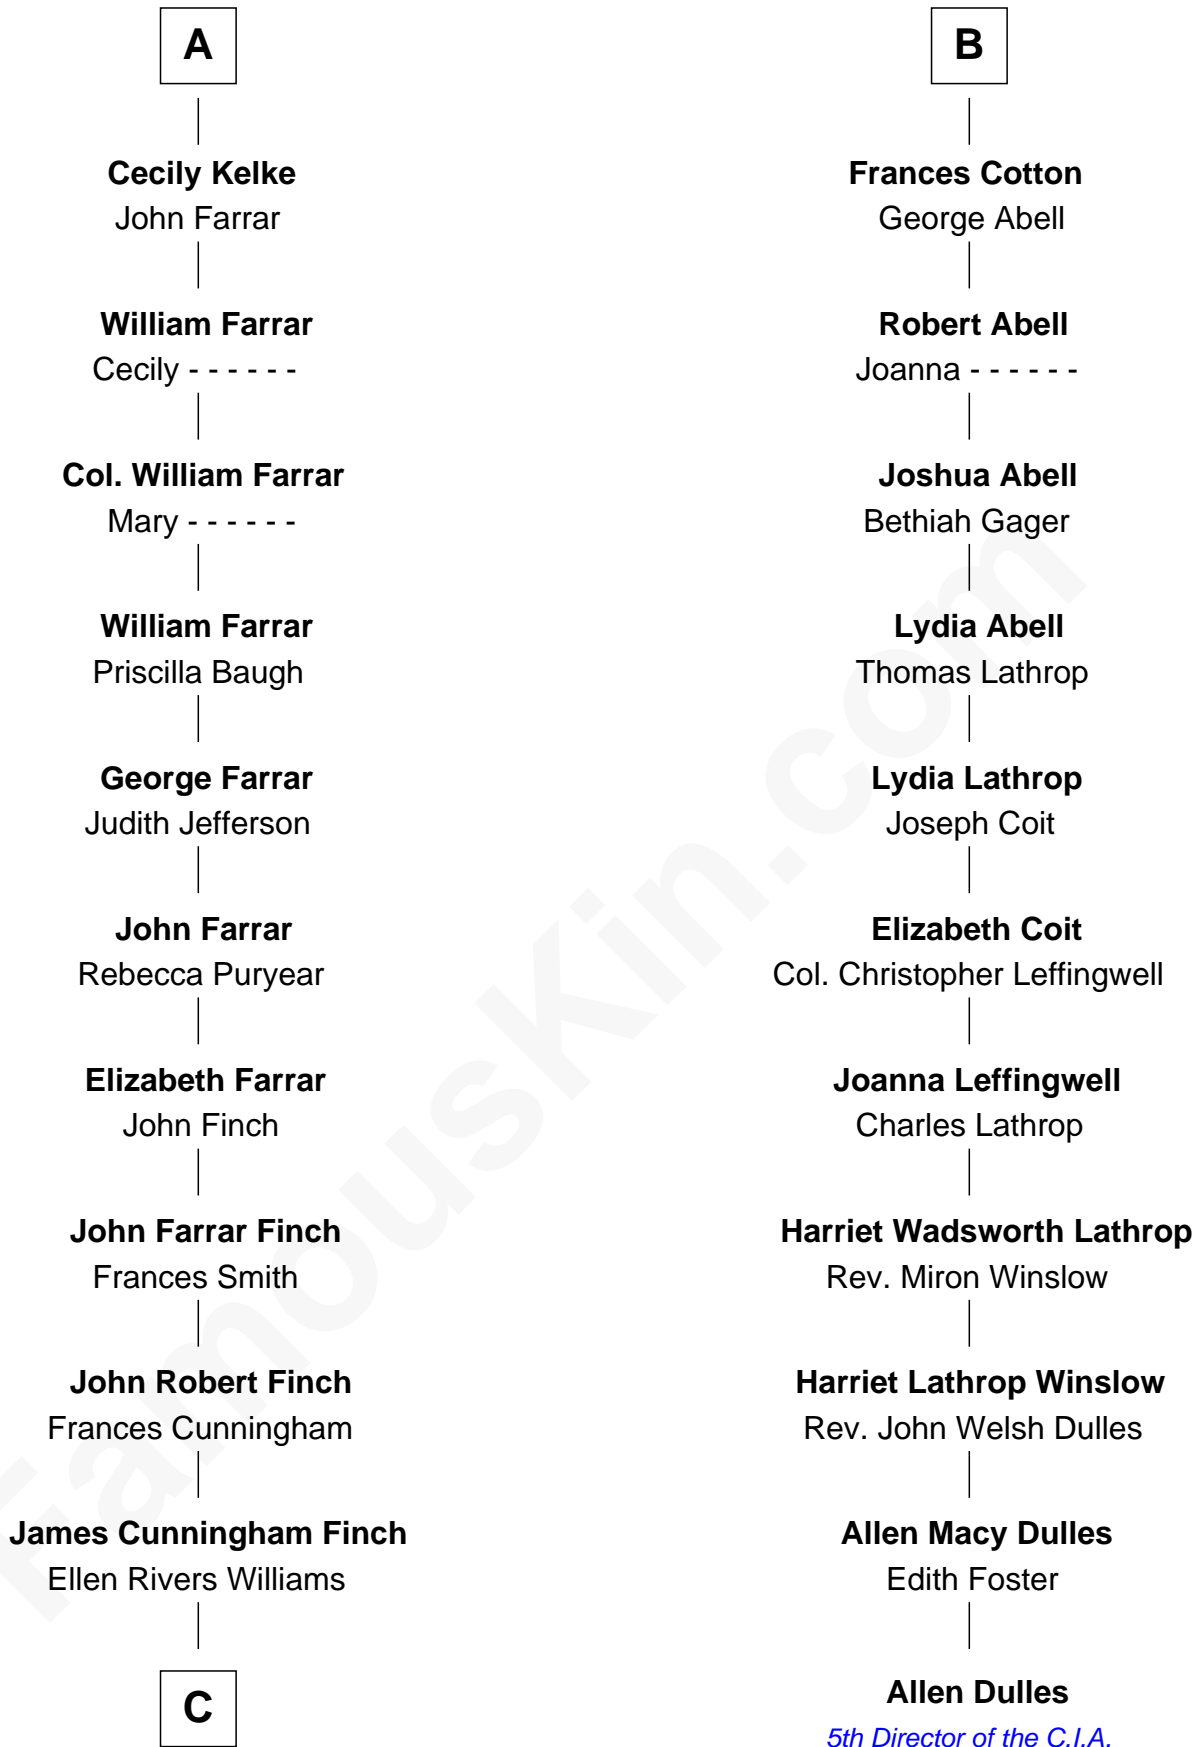 A
Cecily Kelke
John Farrar
William Farrar
Cecily - - - - - -
Col. William Farrar
Mary - - - - - -
William Farrar
Priscilla Baugh
George Farrar
Judith Jefferson
John Farrar
Rebecca Puryear
Elizabeth Farrar
John Finch
John Farrar Finch
Frances Smith
John Robert Finch
Frances Cunningham
James Cunningham Finch
Ellen Rivers Williams
C
B
Frances Cotton
George Abell
Robert Abell
Joanna - - - - - -
Joshua Abell
Bethiah Gager
Lydia Abell
Thomas Lathrop
Lydia Lathrop
Joseph Coit
Elizabeth Coit
Col. Christopher Leffingwell
Joanna Leffingwell
Charles Lathrop
Harriet Wadsworth Lathrop
Rev. Miron Winslow
Harriet Lathrop Winslow
Rev. John Welsh Dulles
Allen Macy Dulles
Edith Foster
Allen Dulles
5th Director of the C.I.A.
FamousKin.com